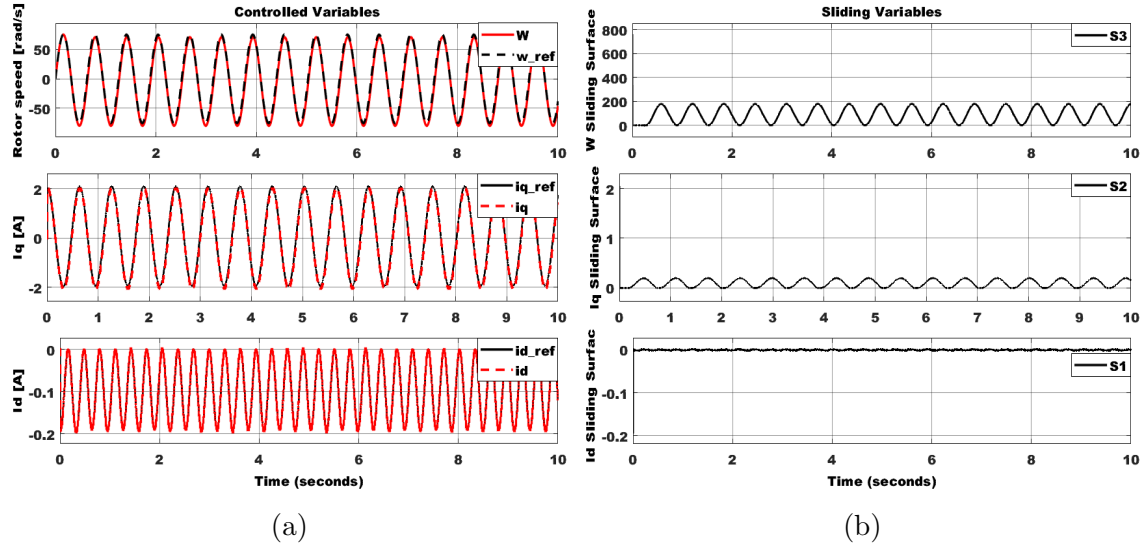 Controlled Variables
Rotor speed [rad/s]
50
0
-50
W
w_ref
0 2 4 6 8 10
Iq [A]
2
0
-2
iq_ref
iq
0 1 2 3 4 5 6 7 8 9 10
Id [A]
0
-0.1
-0.2
id_ref
id
0 2 4 6 8 10
Time (seconds)
(a)
Sliding Variables
W Sliding Surface
800
600
400
200
0
S3
0 2 4 6 8 10
Iq Sliding Surface
2
1
0
S2
0 1 2 3 4 5 6 7 8 9 10
Id Sliding Surfac
0
-0.1
-0.2
S1
0 2 4 6 8 10
Time (seconds)
(b)